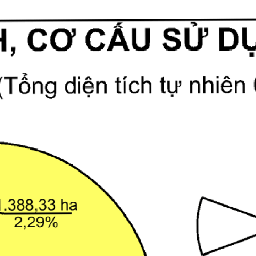 H, CƠ CẤU SỬ DỤ
(Tổng diện tích tự nhiên
1.388,33 ha
2,29%